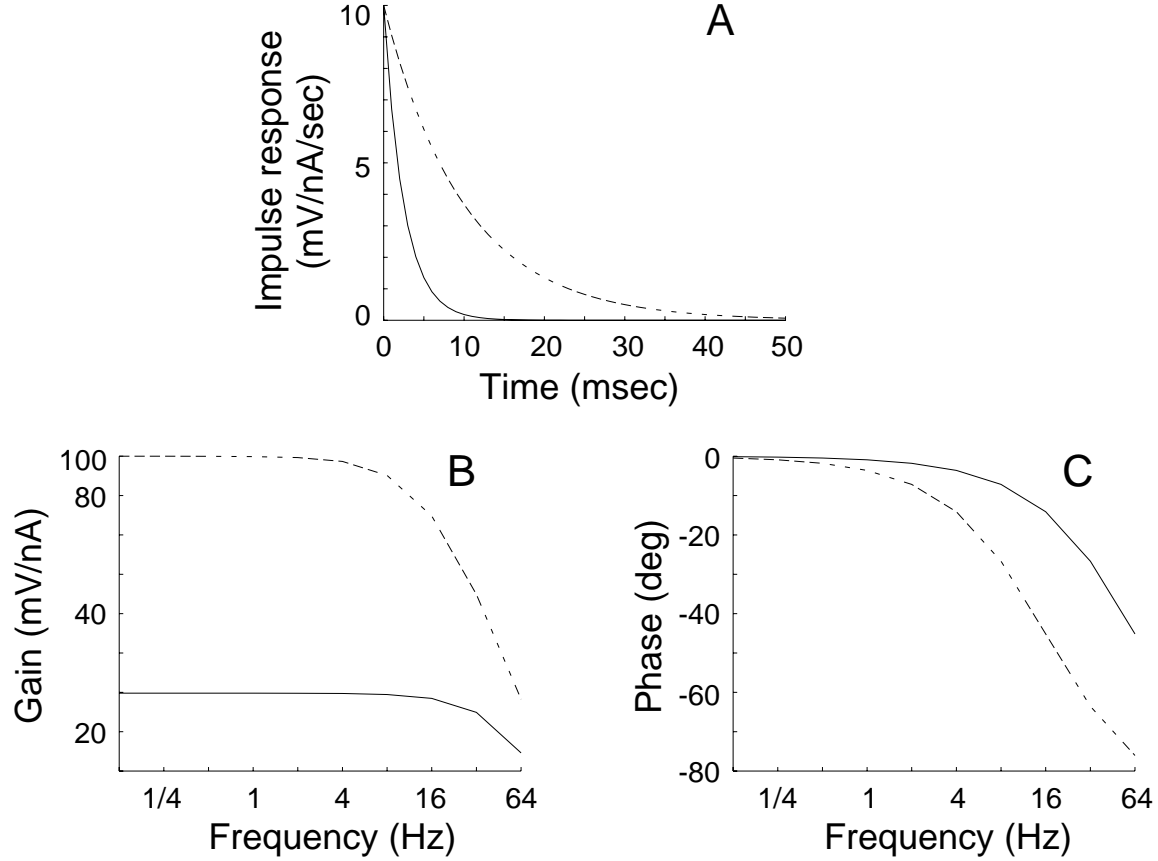 A
Impulse response
(mV/nA/sec)
10
5
0
0 10 20 30 40 50
Time (msec)
B
Gain (mV/nA)
100
80
40
20
1/4 1 4 16 64
Frequency (Hz)
C
Phase (deg)
0
-20
-40
-60
-80
1/4 1 4 16 64
Frequency (Hz)